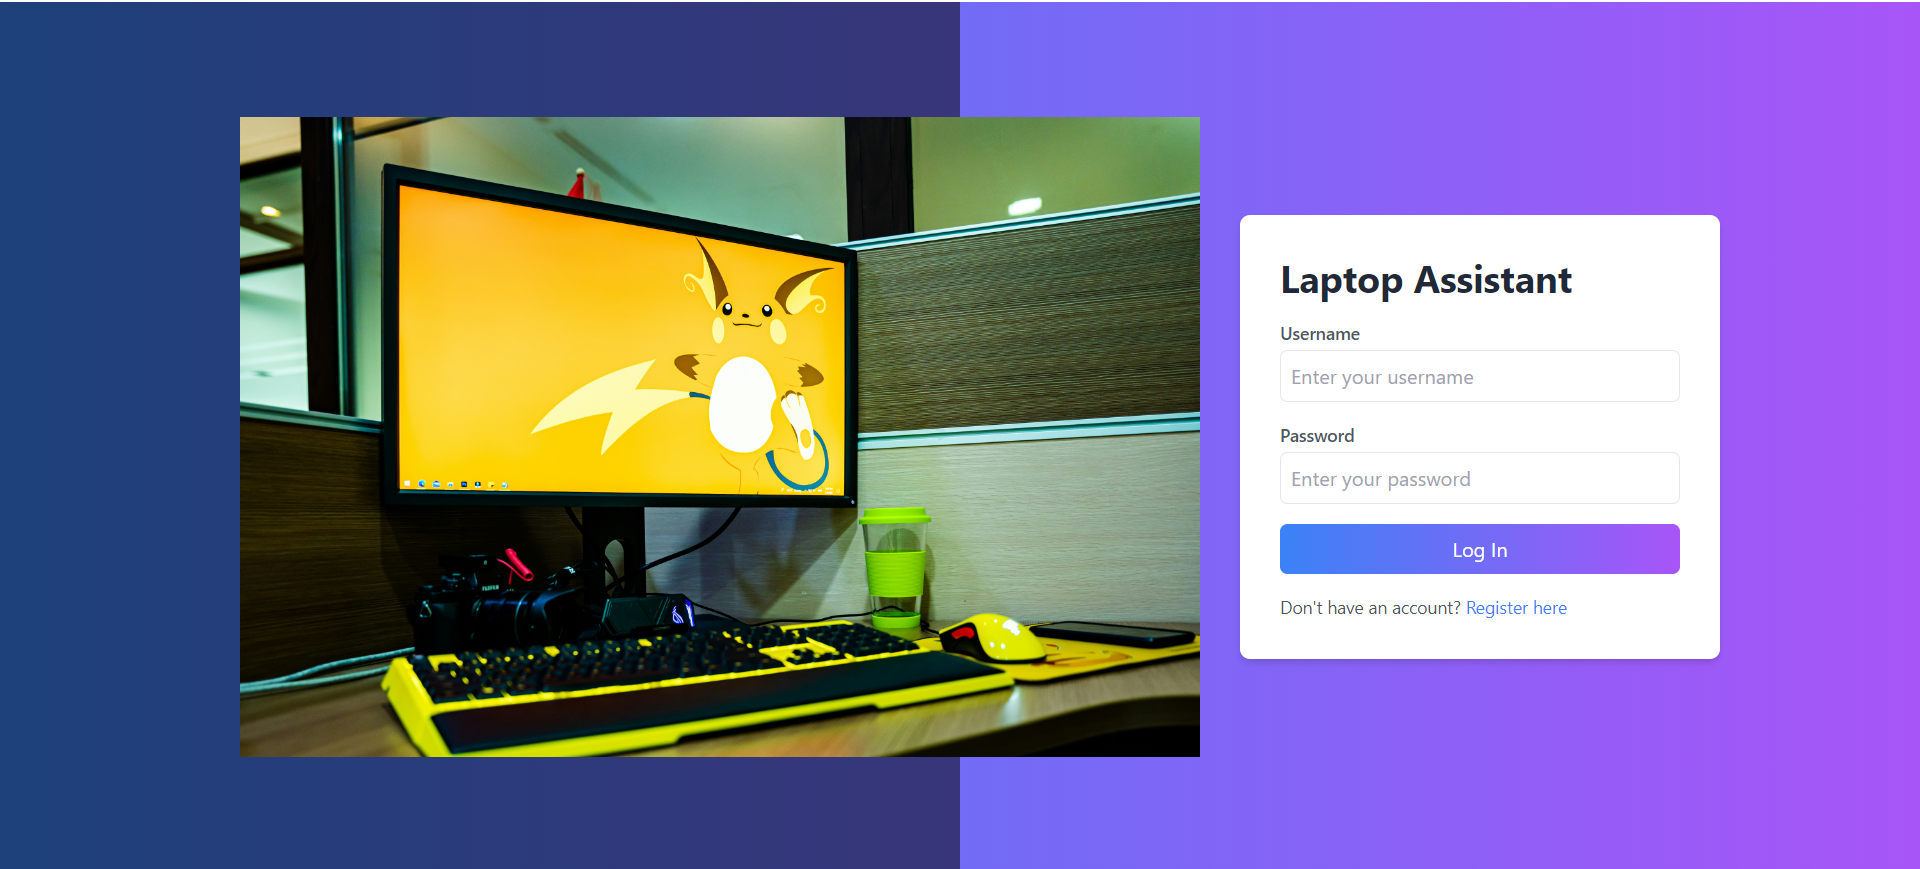 Laptop Assistant
Username
Enter your username
Password
Enter your password
Log In
Don't have an account? Register here